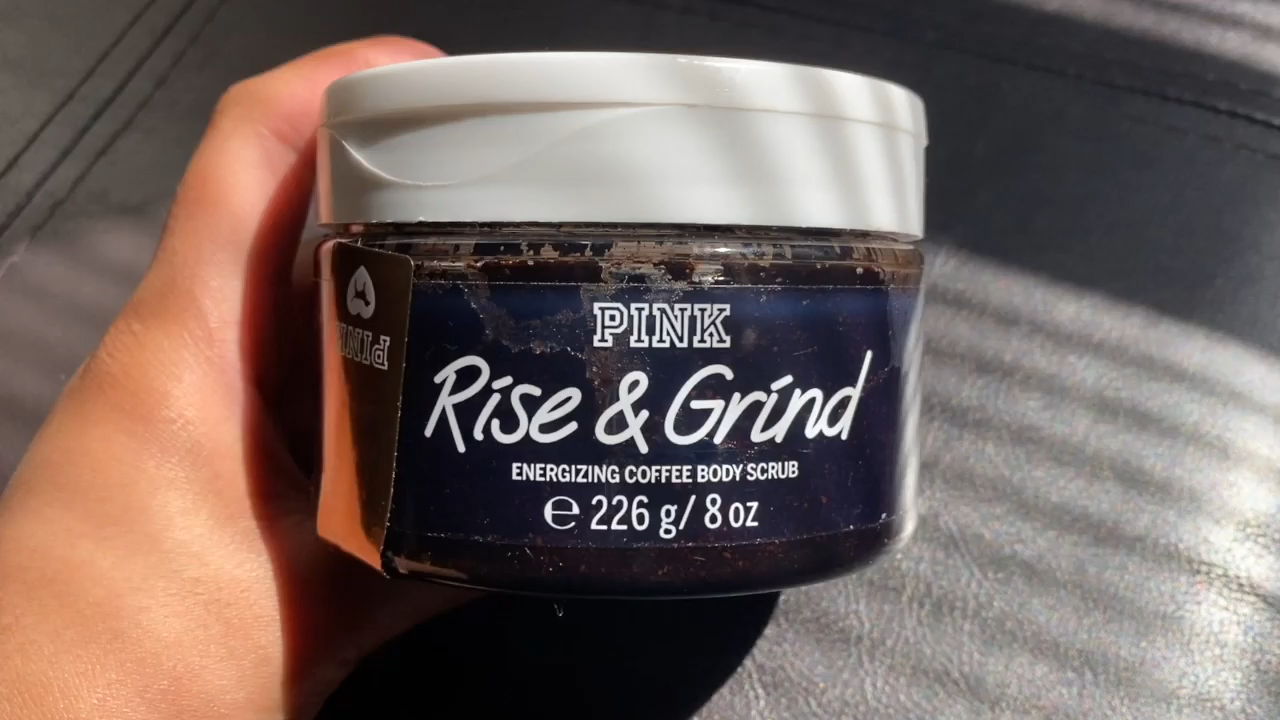 PINK
Rise & Grind
ENERGIZING COFFEE BODY SCRUB
℮ 226 g/ 8 oz
PINK